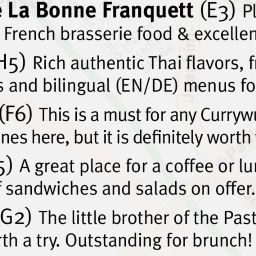 La Bonne Franquett (E3)
French brasserie food & excellen
H5) Rich authentic Thai flavors, fr
s and bilingual (EN/DE) menus fo
(F6) This is a must for any Curryw
nes here, but it is definitely worth
5) A great place for a coffee or lu
f sandwiches and salads on offer.
G2) The little brother of the Past
rth a try. Outstanding for brunch!